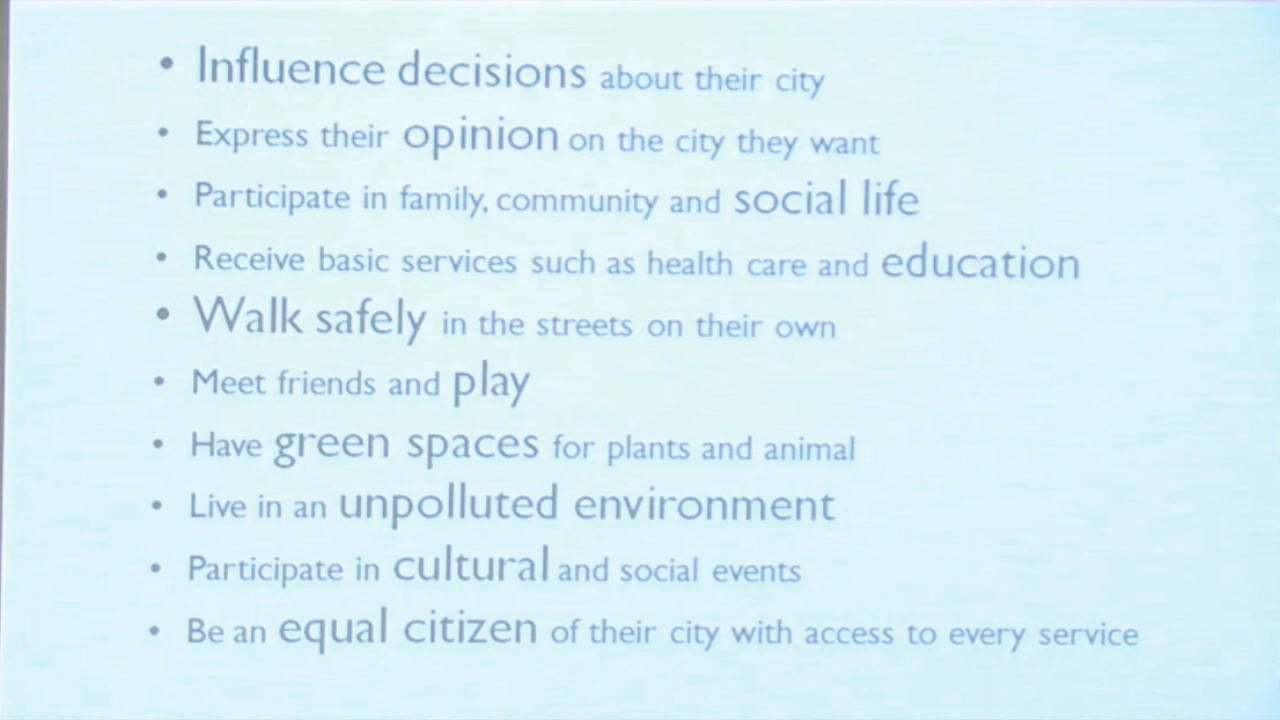 • Influence decisions about their city
• Express their opinion on the city they want
• Participate in family, community and social life
• Receive basic services such as health care and education
• Walk safely in the streets on their own
• Meet friends and play
• Have green spaces for plants and animal
• Live in an unpolluted environment
• Participate in cultural and social events
• Be an equal citizen of their city with access to every service